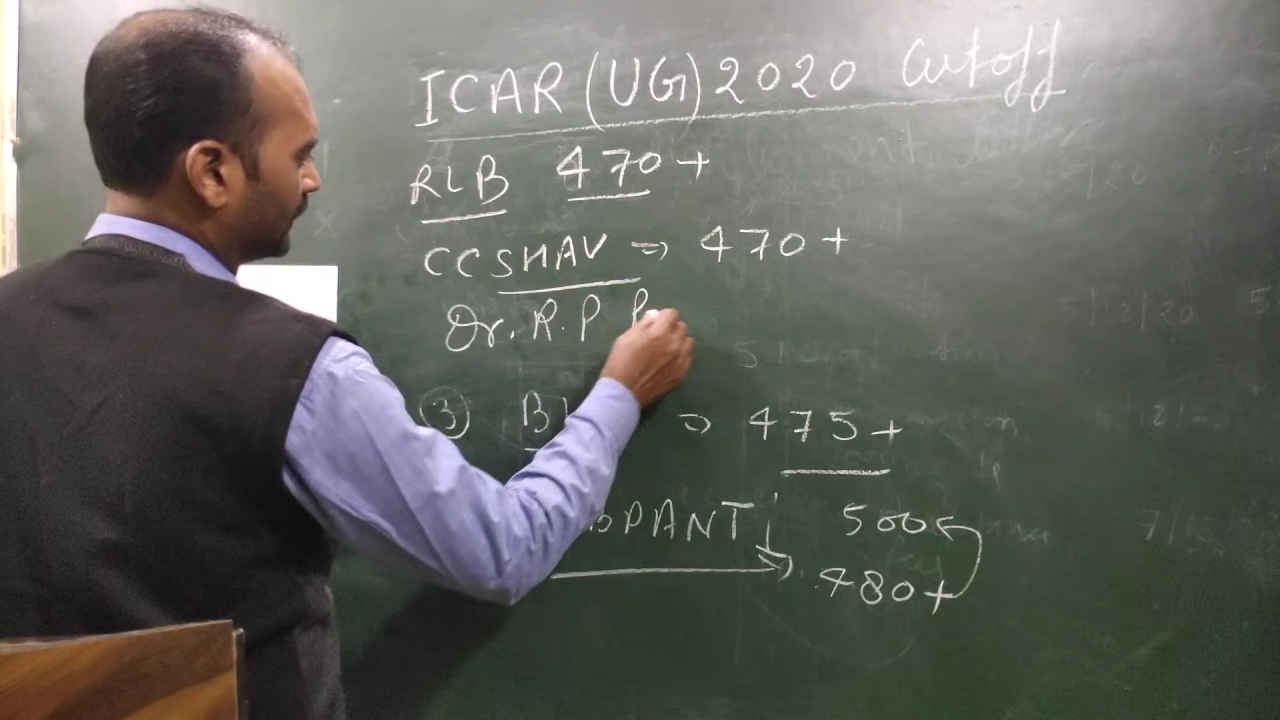 ICAR (UG) 2020 Cutoff
RLB 470+
CCSHAV => 470+
Dr. R.P
③ => 475+
PANT 500
480+